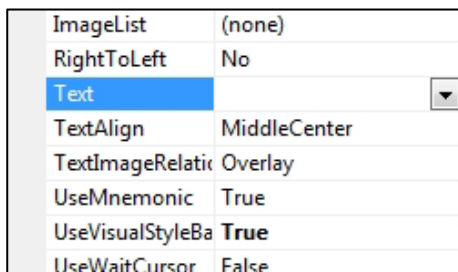 ImageList (none)
RightToLeft No
Text
TextAlign MiddleCenter
TextImageRelatic Overlay
UseMnemonic True
UseVisualStyleBa True
UseWaitCursor False